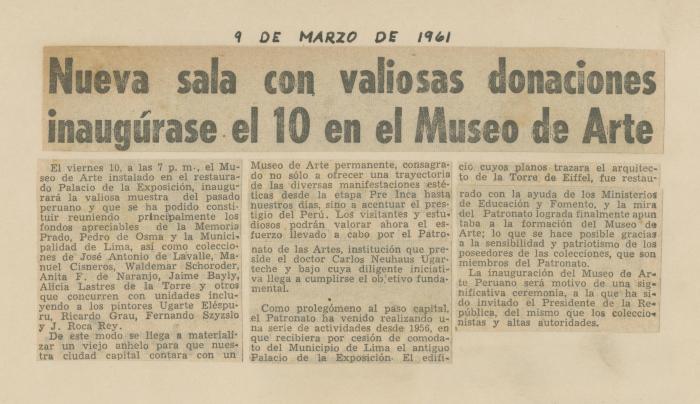 9 DE MARZO DE 1961
Nueva sala con valiosas donaciones
inaugúrase el 10 en el Museo de Arte
El viernes 10, a las 7 p. m., el Mu-
seo de Arte instalado en el restaura-
do Palacio de la Exposición, inaugu-
rará la valiosa muestra del pasado
peruano y que se ha podido consti-
tuir reuniendo principalmente los
fondos apreciables de la Memoria
Prado, Pedro de Osma y la Munici-
palidad de Lima, así como coleccio-
nes de José Antonio de Lavalle, Ma-
nuel Cisneros, Waldemar Schoroder,
Anita F. de Naranjo, Jaime Bayly,
Alicia Lastres de la Torre y otros
que concurren con unidades inclu-
yendo a los pintores Ugarte Eléspu-
ru, Ricardo Grau, Fernando Szyszlo
y J. Roca Rey.
De este modo se llega a materiali-
zar un viejo anhelo para que nues-
tra ciudad capital contara con un
Museo de Arte permanente, consagra-
do no sólo a ofrecer una trayectoria
de las diversas manifestaciones esté-
ticas desde la etapa Pre Inca hasta
nuestros días, sino a acentuar el pres-
tigio del Perú. Los visitantes y estu-
diosos podrán valorar ahora el es-
fuerzo llevado a cabo por el Patro-
nato de las Artes, institución que pre-
side el doctor Carlos Neuhaus Ugar-
teche y bajo cuya diligente iniciati-
va llega a cumplirse el objetivo funda-
mental.
Como prolegómeno al paso capital,
el Patronato ha venido realizando
una serie de actividades desde 1956, en
que recibiera por cesión de comoda-
to del Municipio de Lima el antiguo
Palacio de la Exposición. El edifi-
cio cuyos planos trazara el arquitec-
to de la Torre de Eiffel, fue restau-
rado con la ayuda de los Ministerios
de Educación y Fomento, y la mira
del Patronato lograda finalmente apun
taba a la formación del Museo de
Arte; lo que se hace posible gracias
a la sensibilidad y patriotismo de los
poseedores de las colecciones, que son
miembros del Patronato.
La inauguración del Museo de Ar-
te Peruano será motivo de una sig-
nificativa ceremonia, a la que ha si-
do invitado el Presidente de la Re-
pública, del mismo que los coleccio-
nistas y altas autoridades.